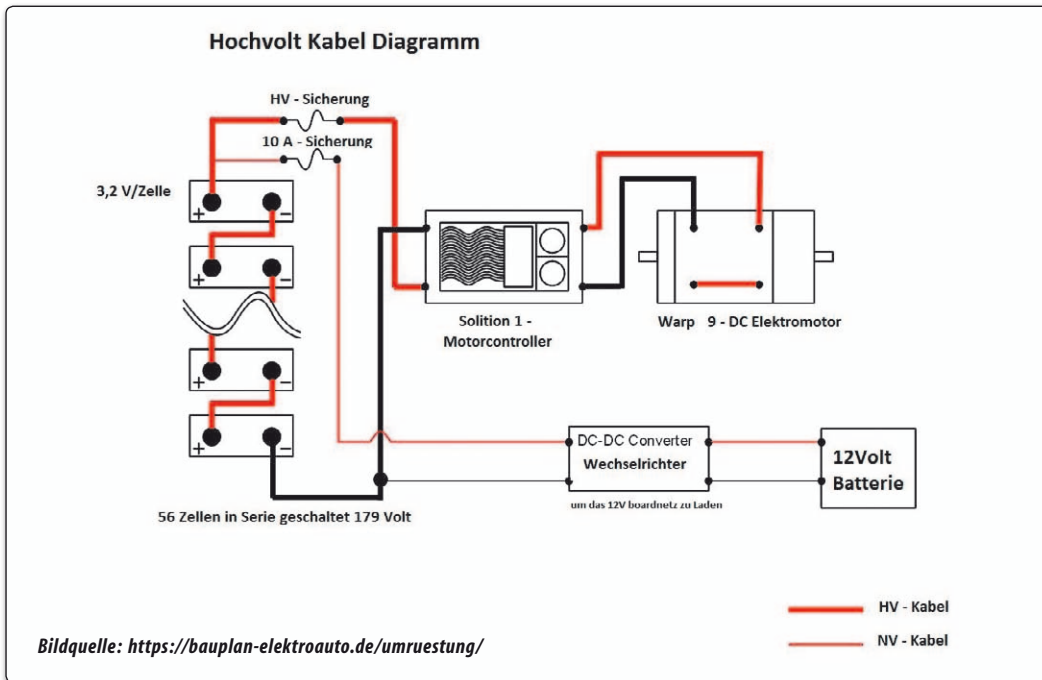 Hochvolt Kabel Diagramm
HV - Sicherung
10 A - Sicherung
3,2 V/Zelle
+ −
+ −
+ −
+ −
Solition 1 -
Motorcontroller
Warp 9 - DC Elektromotor
DC-DC Converter
Wechselrichter
um das 12V boardnetz zu Laden
12Volt
Batterie
56 Zellen in Serie geschaltet 179 Volt
HV - Kabel
NV - Kabel
Bildquelle: https://bauplan-elektroauto.de/umruestung/